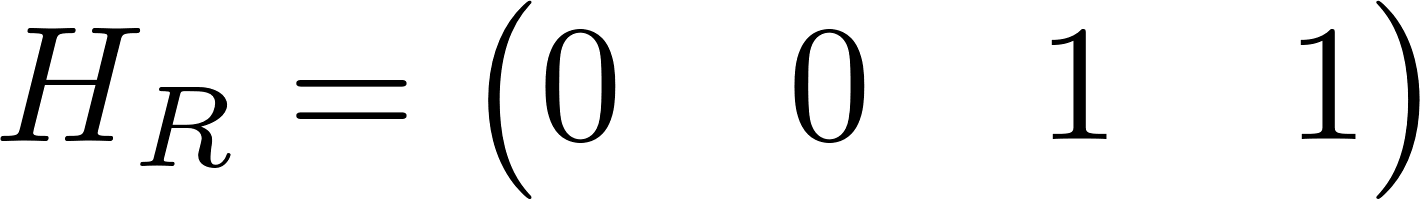 H_R = (0 0 1 1)